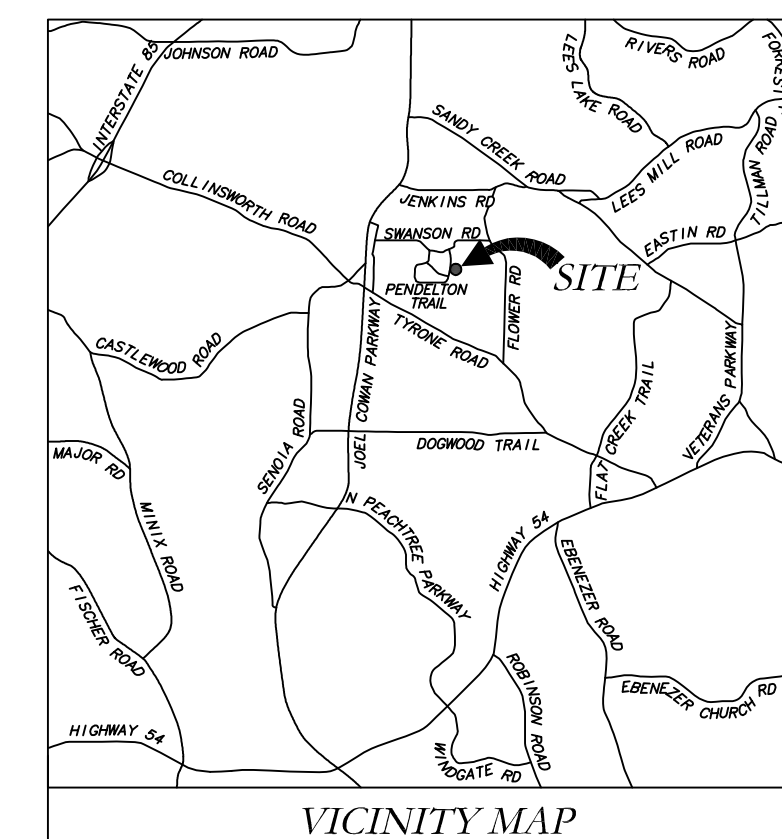 JOHNSON ROAD
INTERSTATE 85
LEES LAKE ROAD
RIVERS ROAD
SANDY CREEK ROAD
LEES MILL ROAD
TILLMAN ROAD
COLLINSWORTH ROAD
JENKINS RD
SWANSON RD
EASTIN RD
SITE
PENDELTON
TRAIL
FLOWER RD
TYRONE ROAD
JOEL COWAN PARKWAY
CASTLEWOOD ROAD
VETERANS PARKWAY
FLAT CREEK TRAIL
SENOIA ROAD
DOGWOOD TRAIL
MAJOR RD
MINIX ROAD
N PEACHTREE PARKWAY
HIGHWAY 54
EBENEZER ROAD
FISCHER ROAD
ROBINSON ROAD
EBENEZER CHURCH RD
HIGHWAY 54
WINDGATE RD
VICINITY MAP